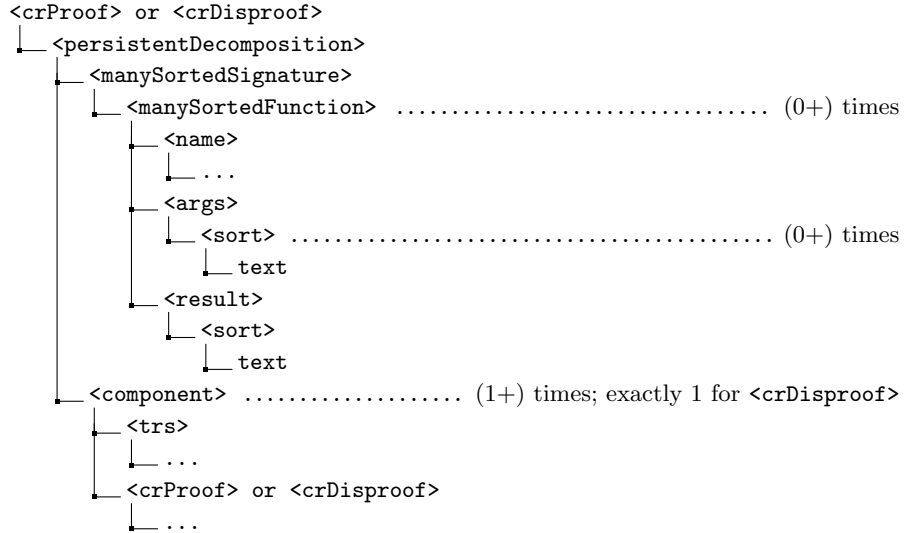 <crProof> or <crDisproof>
<persistentDecomposition>
<manySortedSignature>
<manySortedFunction> .................................. (0+) times
<name>
...
<args>
<sort> ............................................ (0+) times
text
<result>
<sort>
text
<component> .................... (1+) times; exactly 1 for <crDisproof>
<trs>
...
<crProof> or <crDisproof>
...